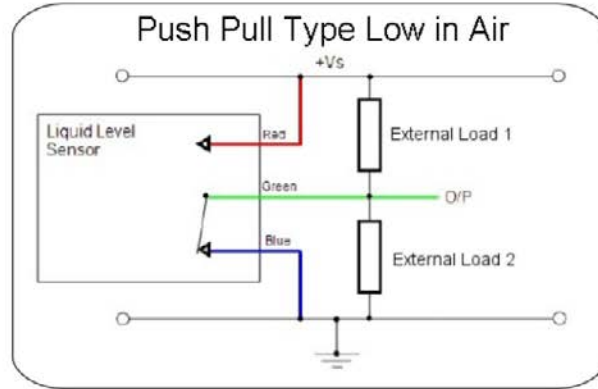 Push Pull Type Low in Air
+Vs
Liquid Level
Sensor
Red
External Load 1
Green
O/P
Blue
External Load 2